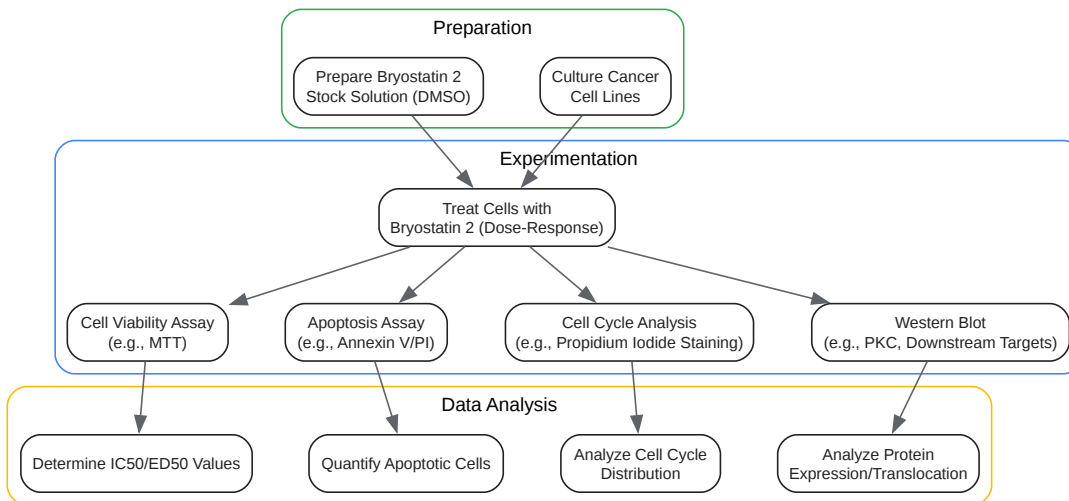 Preparation
Prepare Bryostatin 2
Stock Solution (DMSO)
Culture Cancer
Cell Lines
Experimentation
Treat Cells with
Bryostatin 2 (Dose-Response)
Cell Viability Assay
(e.g., MTT)
Apoptosis Assay
(e.g., Annexin V/PI)
Cell Cycle Analysis
(e.g., Propidium Iodide Staining)
Western Blot
(e.g., PKC, Downstream Targets)
Data Analysis
Determine IC50/ED50 Values
Quantify Apoptotic Cells
Analyze Cell Cycle
Distribution
Analyze Protein
Expression/Translocation